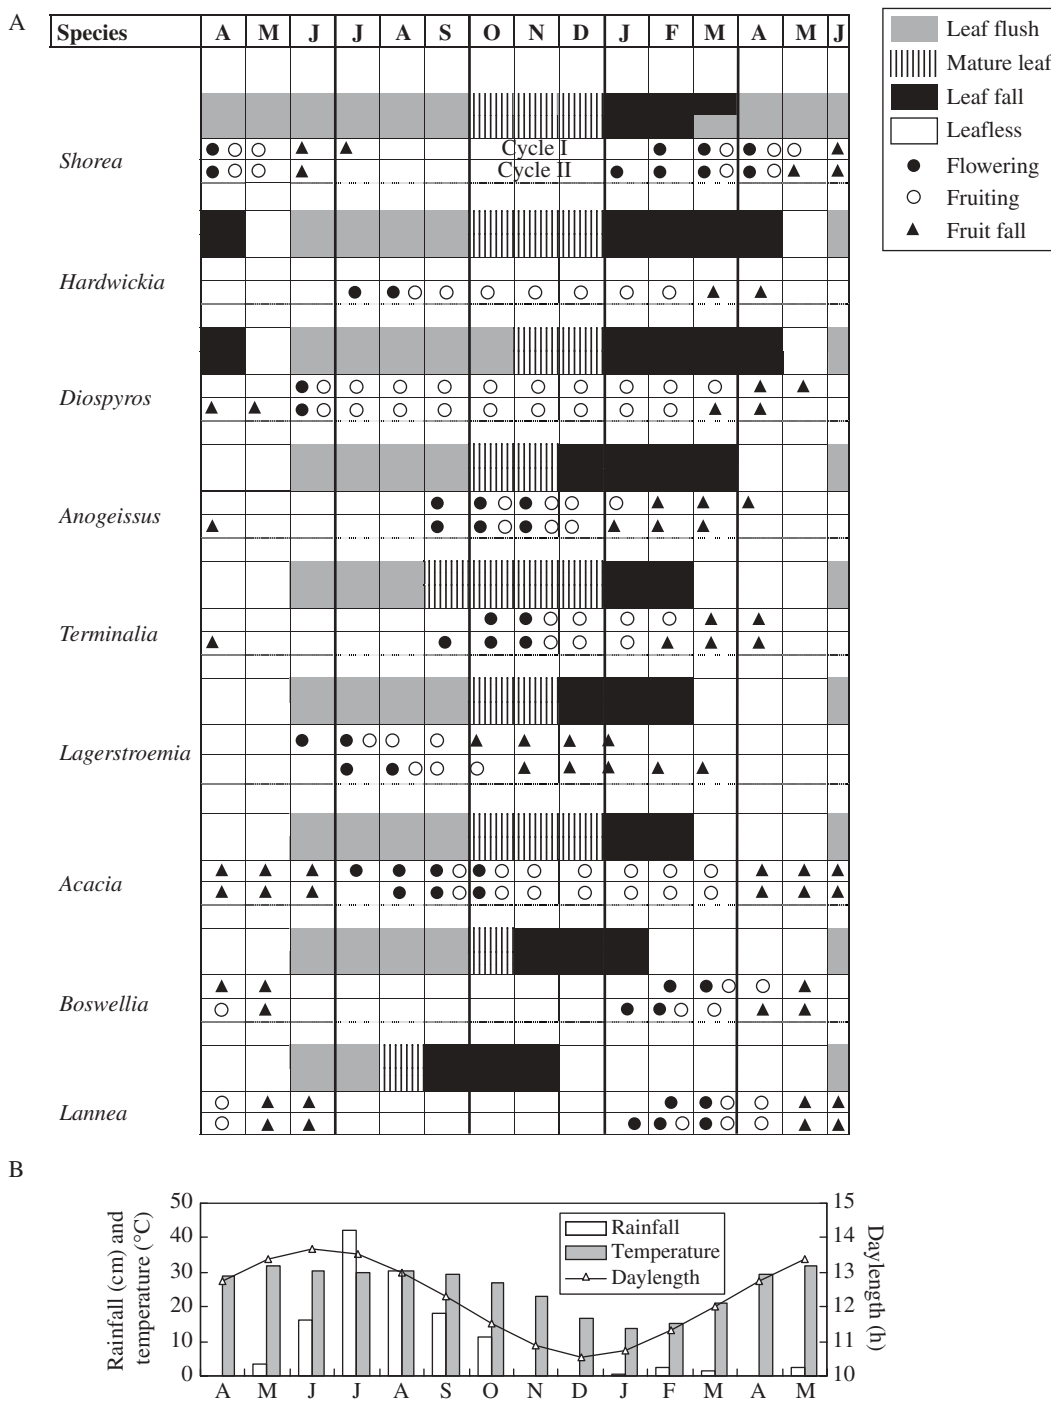 A
Species A M J J A S O N D J F M A M J
Leaf flush
Mature leaf
Leaf fall
Leafless
Flowering
Fruiting
Fruit fall
Shorea
Cycle I
Cycle II
Hardwickia
Diospyros
Anogeissus
Terminalia
Lagerstroemia
Acacia
Boswellia
Lannea
B
Rainfall (cm) and
temperature (°C)
50
40
30
20
10
0
Rainfall
Temperature
Daylength
15
14
13
12
11
10
Daylength (h)
A M J J A S O N D J F M A M